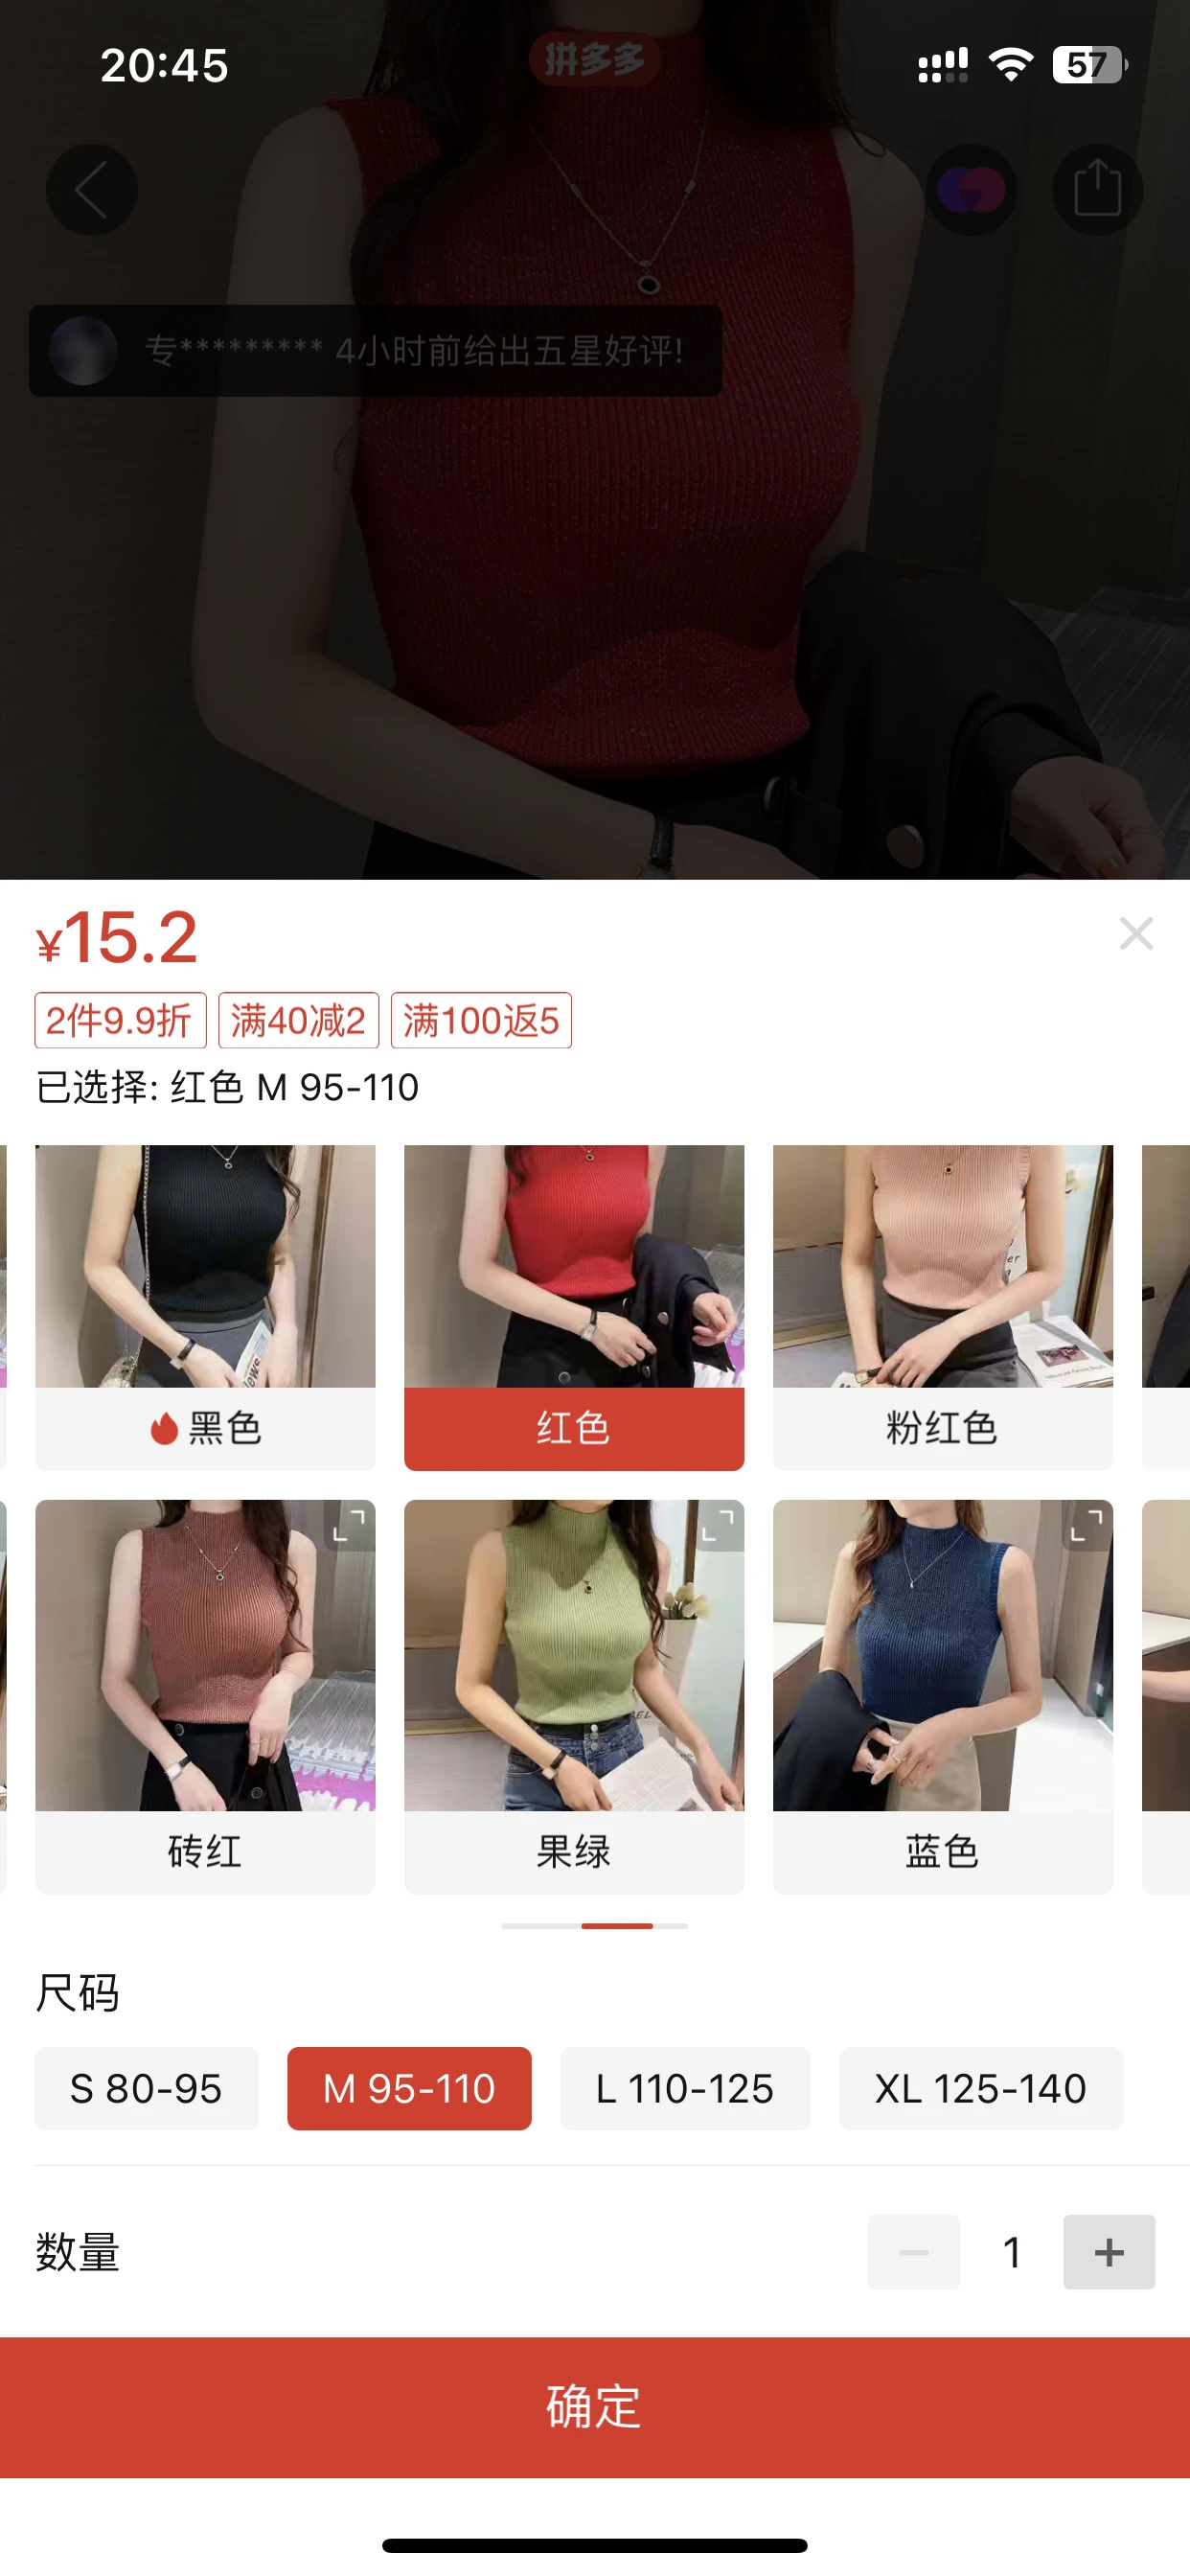 20:45
拼多多
57
专********* 4小时前给出五星好评!
¥15.2
2件9.9折 满40减2 满100返5
已选择: 红色 M 95-110
黑色 红色 粉红色
砖红 果绿 蓝色
尺码
S 80-95 M 95-110 L 110-125 XL 125-140
数量
1
确定